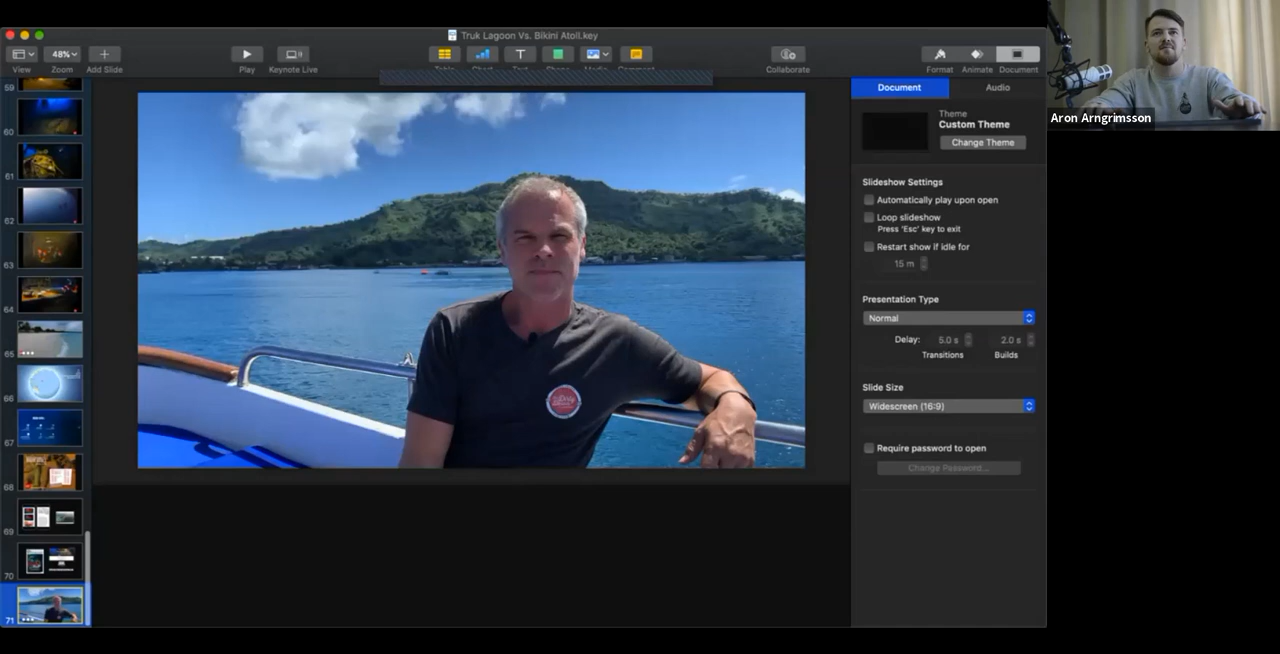 Truk Lagoon Vs. Bikini Atoll.key
48%
View
Zoom
Add Slide
Play
Keynote Live
Collaborate
Format
Animate
Document
Document
Audio
Theme
Custom Theme
Change Theme
Slideshow Settings
Automatically play upon open
Loop slideshow
Press 'Esc' key to exit
Restart show if idle for
15 m
Presentation Type
Normal
Delay:
5.0 s
2.0 s
Transitions
Builds
Slide Size
Widescreen (16:9)
Require password to open
Change Password...
59
60
61
62
63
64
65
66
67
68
69
70
71
Aron Arngrimsson